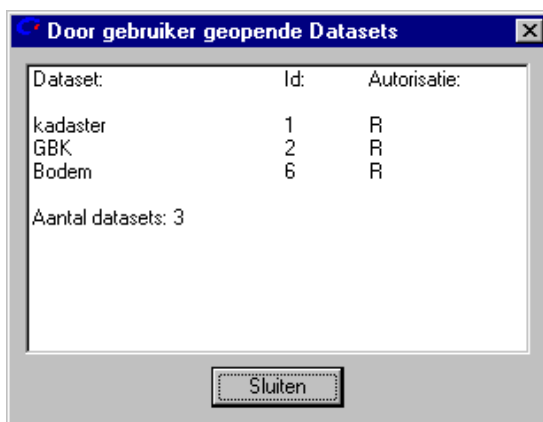 Door gebruiker geopende Datasets
Dataset: Id: Autorisatie:
kadaster 1 R
GBK 2 R
Bodem 6 R
Aantal datasets: 3
Sluiten